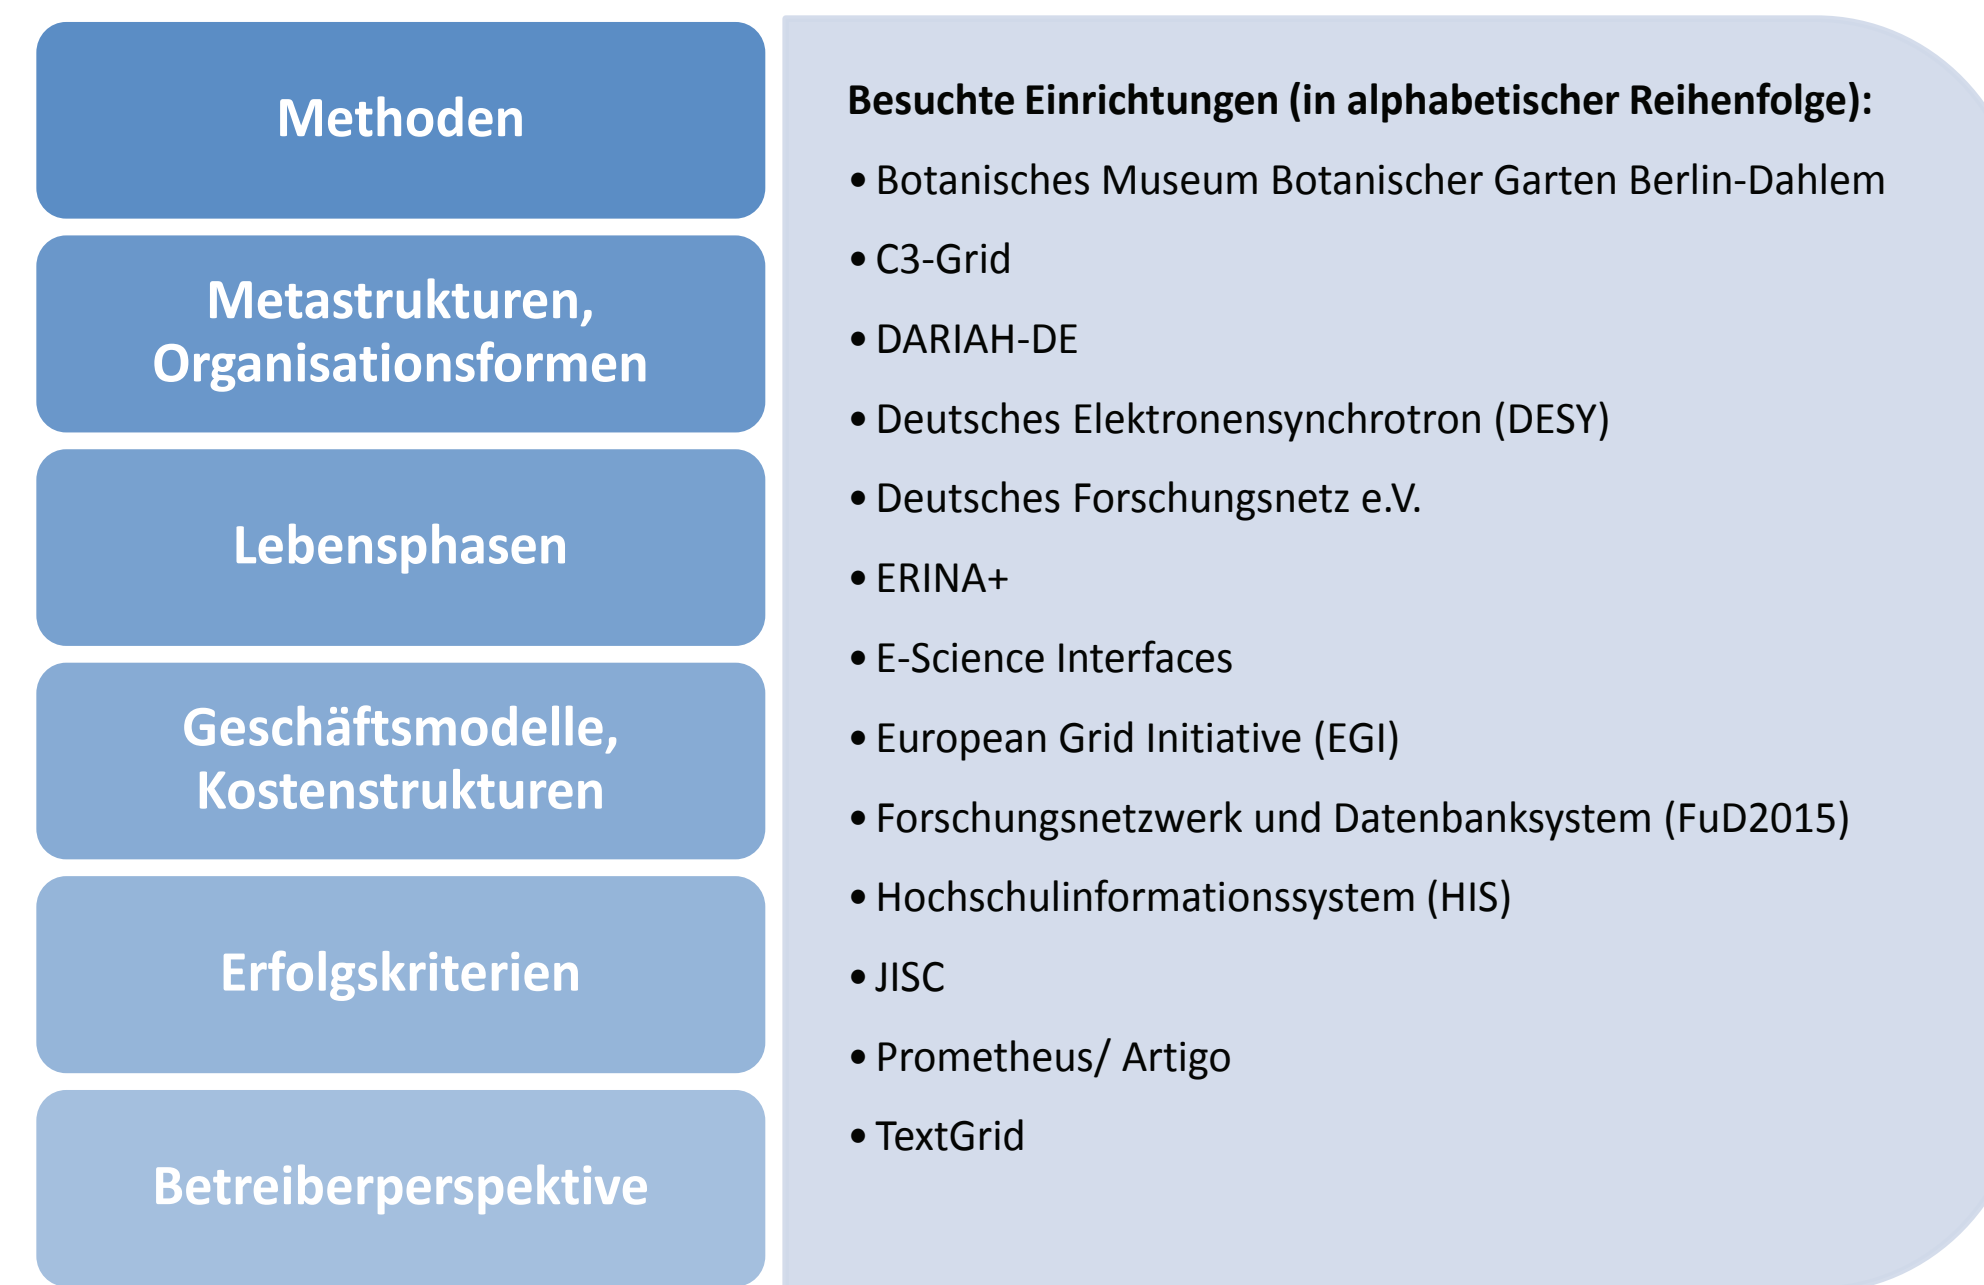 Methoden
Metastrukturen,
Organisationsformen
Lebensphasen
Geschäftsmodelle,
Kostenstrukturen
Erfolgskriterien
Betreiberperspektive
Besuchte Einrichtungen (in alphabetischer Reihenfolge):
• Botanisches Museum Botanischer Garten Berlin-Dahlem
• C3-Grid
• DARIAH-DE
• Deutsches Elektronensynchrotron (DESY)
• Deutsches Forschungsnetz e.V.
• ERINA+
• E-Science Interfaces
• European Grid Initiative (EGI)
• Forschungsnetzwerk und Datenbanksystem (FuD2015)
• Hochschulinformationssystem (HIS)
• JISC
• Prometheus/ Artigo
• TextGrid